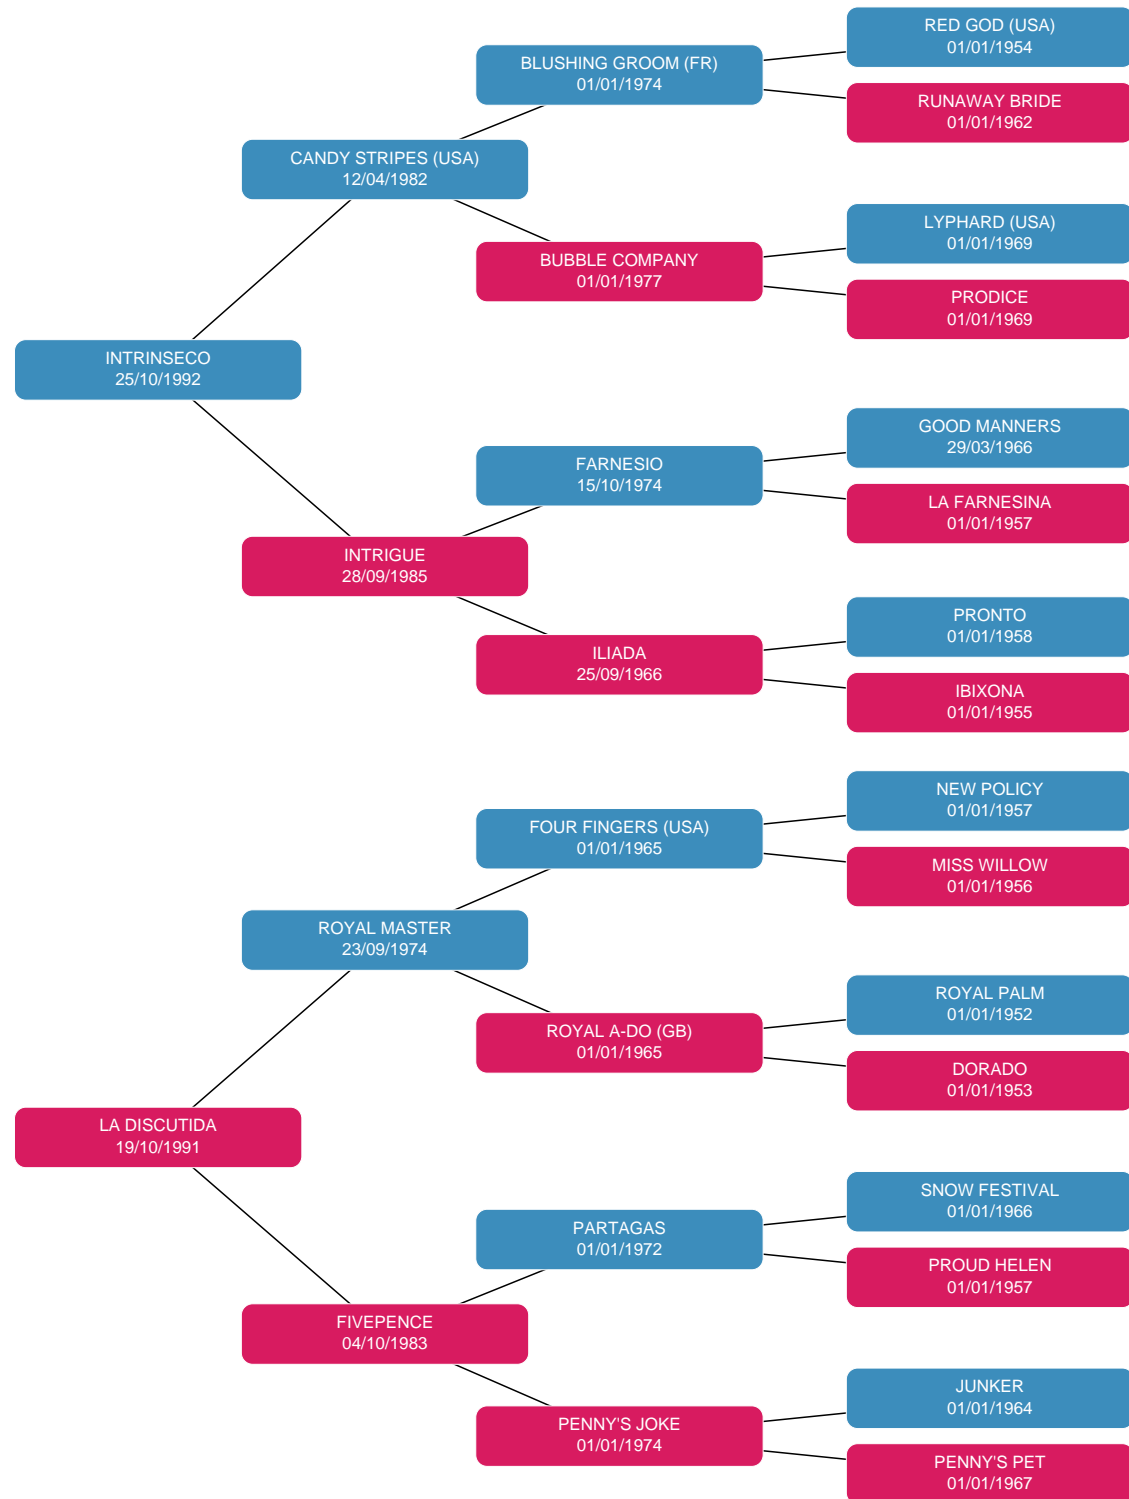 RED GOD (USA)
01/01/1954
BLUSHING GROOM (FR)
01/01/1974
RUNAWAY BRIDE
01/01/1962
CANDY STRIPES (USA)
12/04/1982
LYPHARD (USA)
01/01/1969
BUBBLE COMPANY
01/01/1977
PRODICE
01/01/1969
INTRINSECO
25/10/1992
GOOD MANNERS
29/03/1966
FARNESIO
15/10/1974
LA FARNESINA
01/01/1957
INTRIGUE
28/09/1985
PRONTO
01/01/1958
ILIADA
25/09/1966
IBIXONA
01/01/1955
NEW POLICY
01/01/1957
FOUR FINGERS (USA)
01/01/1965
MISS WILLOW
01/01/1956
ROYAL MASTER
23/09/1974
ROYAL PALM
01/01/1952
ROYAL A-DO (GB)
01/01/1965
DORADO
01/01/1953
LA DISCUTIDA
19/10/1991
SNOW FESTIVAL
01/01/1966
PARTAGAS
01/01/1972
PROUD HELEN
01/01/1957
FIVEPENCE
04/10/1983
JUNKER
01/01/1964
PENNY'S JOKE
01/01/1974
PENNY'S PET
01/01/1967